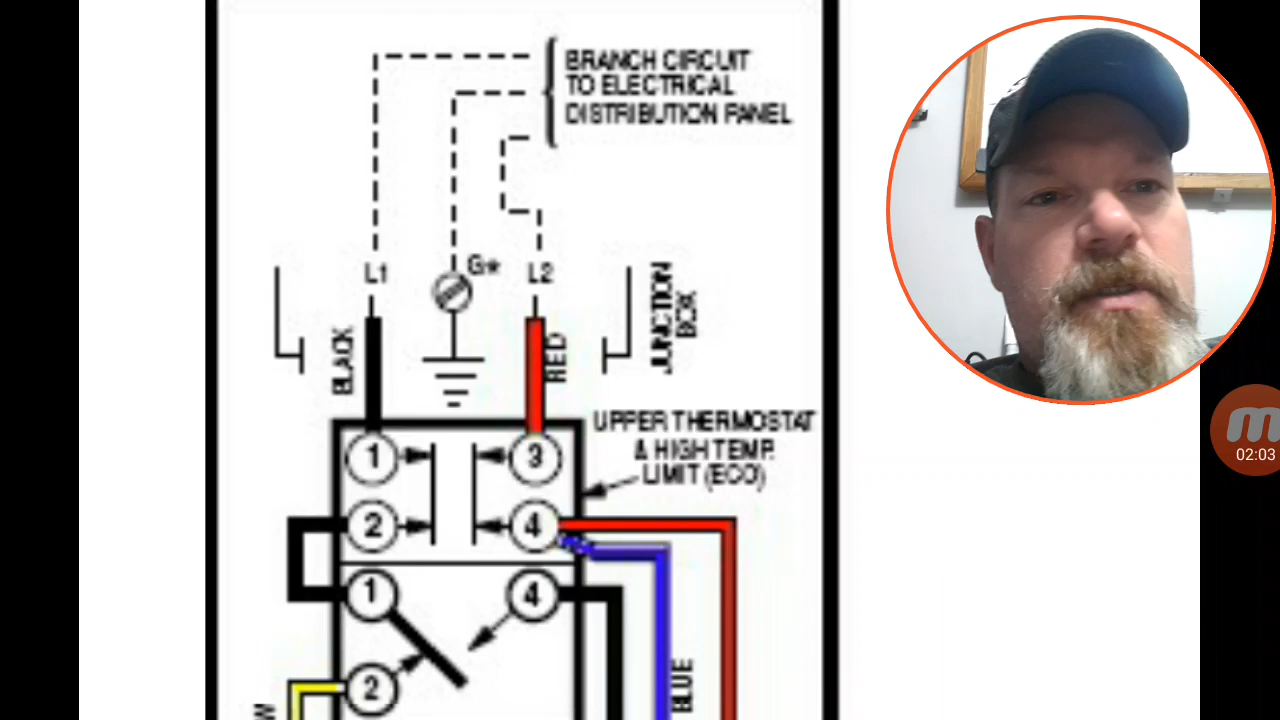 BRANCH CIRCUIT
TO ELECTRICAL
DISTRIBUTION PANEL
L1
G*
L2
BLACK
RED
JUNCTION
BOX
UPPER THERMOSTAT
& HIGH TEMP.
LIMIT (ECO)
1
3
2
4
1
4
2
BLUE
W
02:03